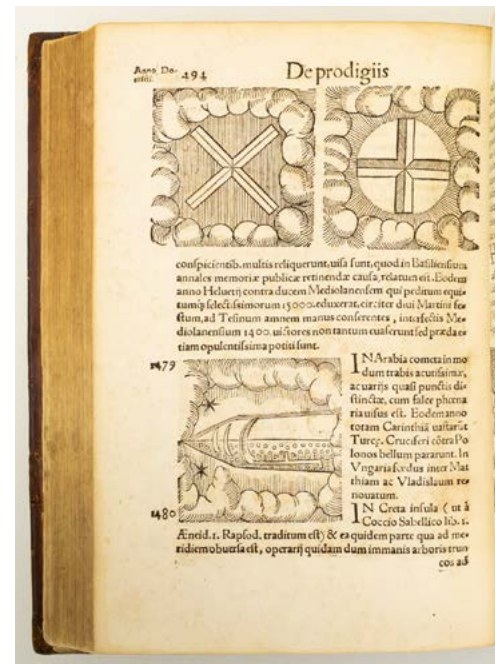 Anno Do-
mini. 494 De prodigiis
conspicientib. multis reliquerunt, uisa sunt, quod in Basiliensium
annales memoriæ publicæ retinendæ causa, relatum est. Eodem
anno Heluetij contra ducem Mediolanensem qui peditum equi-
tumq; selectissimorum 15000. eduxerat, circiter diui Martini fe-
stum, ad Tesinum amnem manus conserentes, interfectis Me-
diolanensium 1400. uictores non tantum euaserunt sed præda e-
tiam opulentissima potiti sunt.
1479
IN Arabia cometa in mo-
dum trabis acutissimæ,
ac uarijs quasi punctis di-
stinctæ, cum falce phœna
ria uisus est. Eodem anno
totam Carinthiã uastarũt
Turcę. Cruciferi cõtra Po
lonos bellum pararunt. In
Vngaria fœdus inter Mat
thiam ac Vladislaum re-
nouatum.
1480
IN Creta insula (ut à
Coccio Sabellico lib. 1.
Æneid. 1. Rapsod. traditum est) & ea quidem parte qua ad me-
ridiem obuersa est, operarij quidam dum immanis arboris trun
cos ad